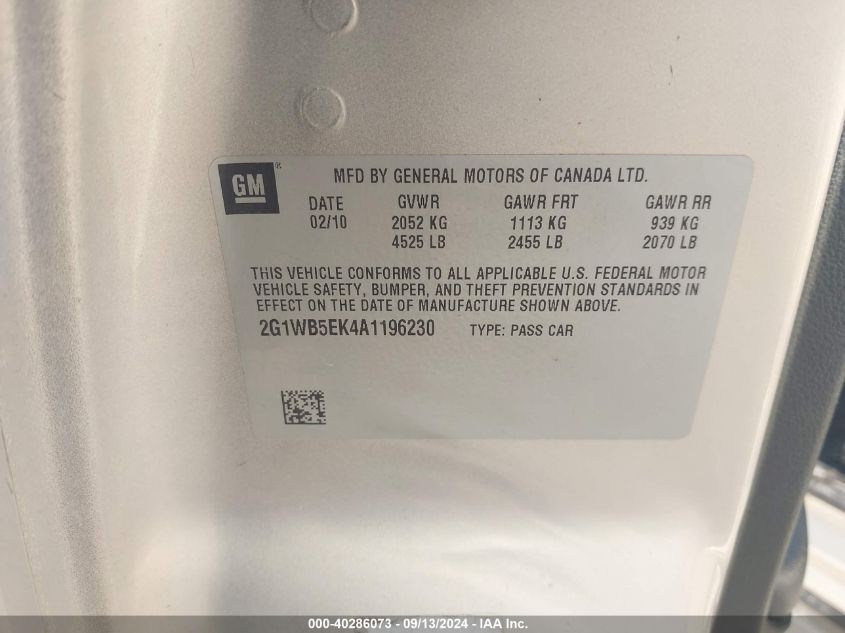 GM®
MFD BY GENERAL MOTORS OF CANADA LTD.
DATE GVWR GAWR FRT GAWR RR
02/10 2052 KG 1113 KG 939 KG
4525 LB 2455 LB 2070 LB
THIS VEHICLE CONFORMS TO ALL APPLICABLE U.S. FEDERAL MOTOR
VEHICLE SAFETY, BUMPER, AND THEFT PREVENTION STANDARDS IN
EFFECT ON THE DATE OF MANUFACTURE SHOWN ABOVE.
2G1WB5EK4A1196230 TYPE: PASS CAR
000-40286073 - 09/13/2024 - IAA Inc.